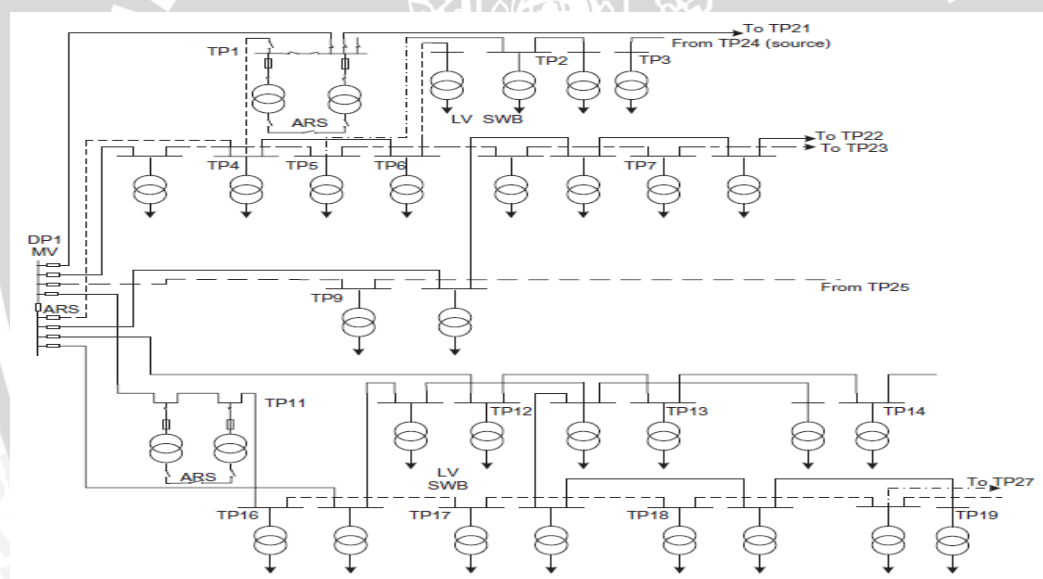 To TP21
From TP24 (source)
TP1
TP2
TP3
ARS
LV SWB
To TP22
To TP23
TP4
TP5
TP6
TP7
DP1
MV
ARS
TP9
From TP25
TP11
TP12
TP13
TP14
ARS
LV
SWB
To TP27
TP16
TP17
TP18
TP19